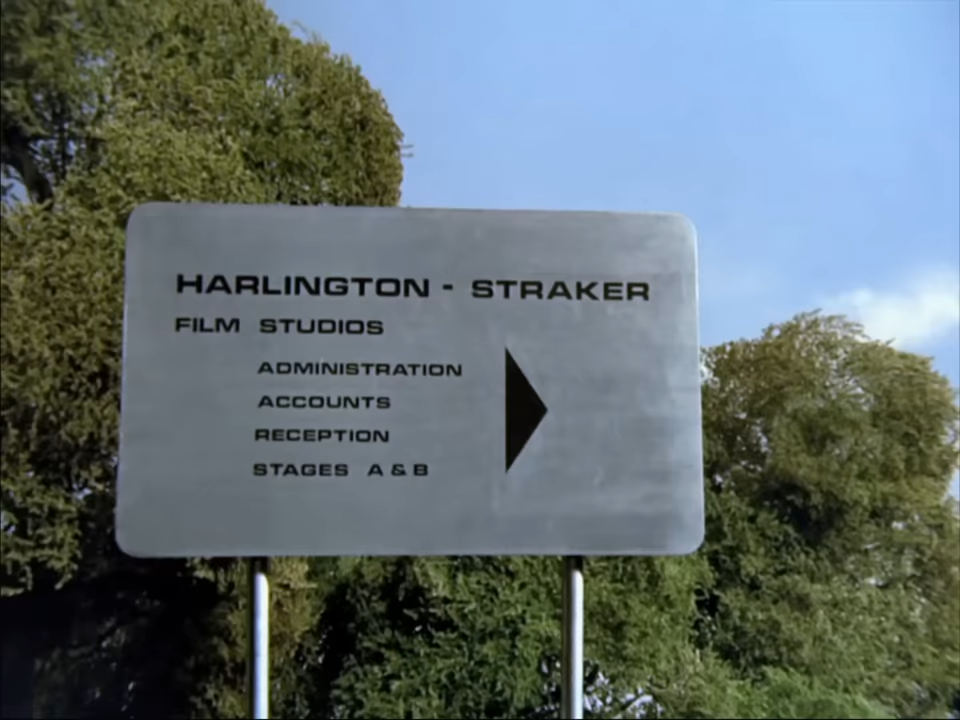 HARLINGTON - STRAKER
FILM STUDIOS
ADMINISTRATION
ACCOUNTS
RECEPTION
STAGES A & B